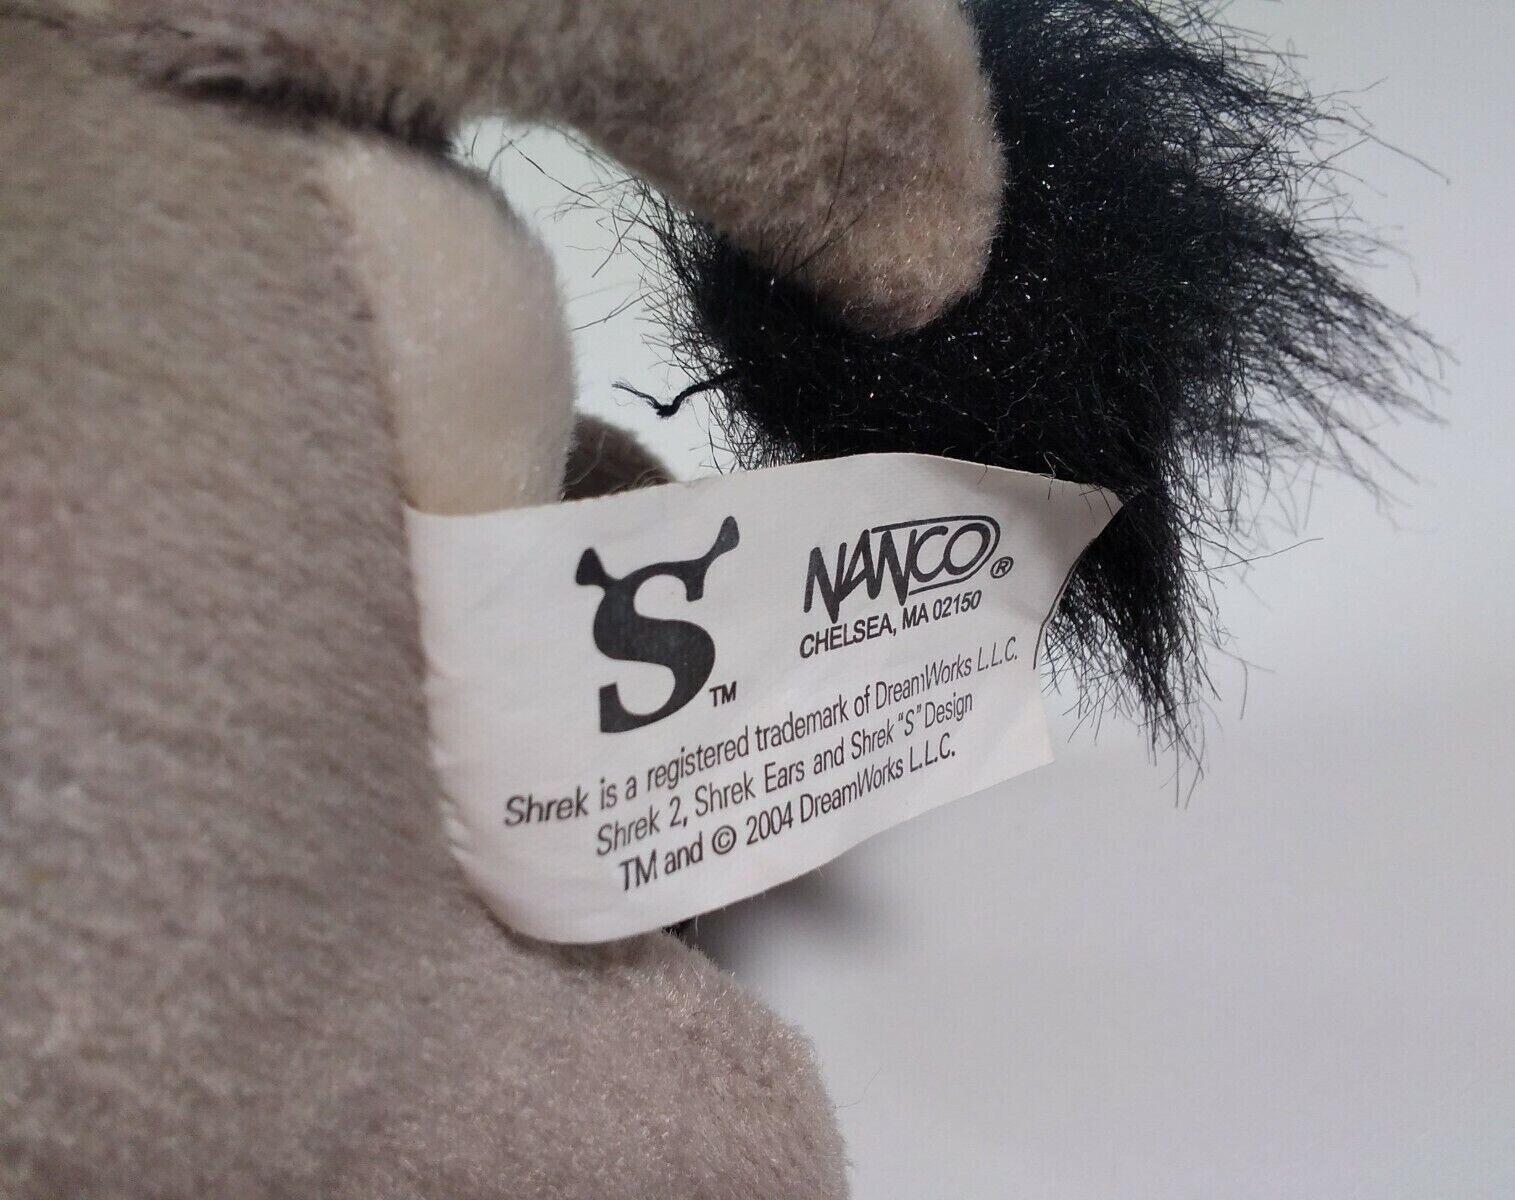 S™
NANCO®
CHELSEA, MA 02150
Shrek is a registered trademark of DreamWorks L.L.C.
Shrek 2, Shrek Ears and Shrek "S" Design
TM and © 2004 DreamWorks L.L.C.